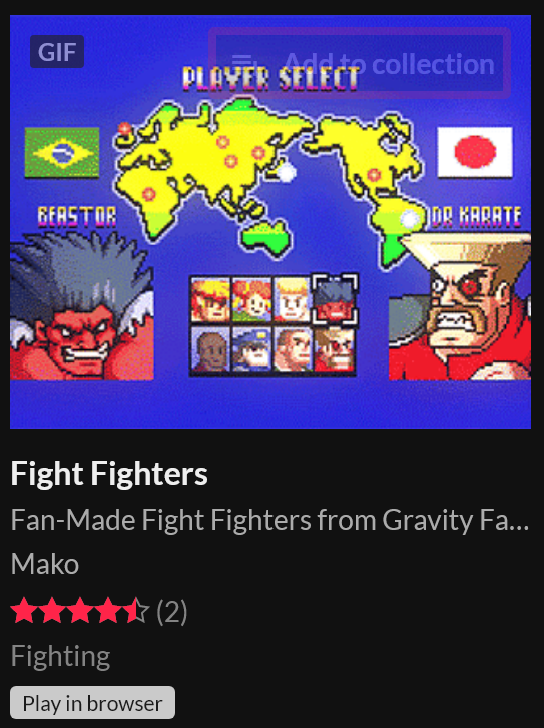 GIF
Add to collection
PLAYER SELECT
BEASTOR
DR KARATE
Fight Fighters
Fan-Made Fight Fighters from Gravity Fa...
Mako
(2)
Fighting
Play in browser